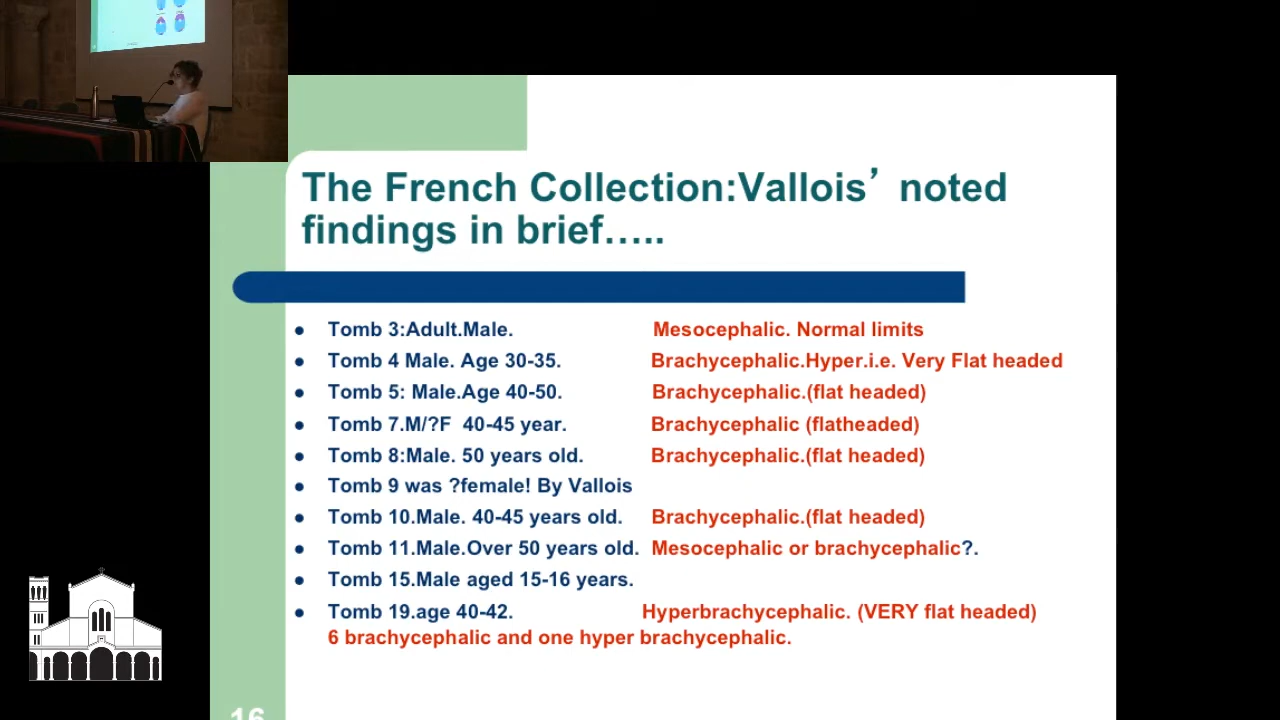 The French Collection:Vallois’ noted
findings in brief…..
Tomb 3:Adult.Male. Mesocephalic. Normal limits
Tomb 4 Male. Age 30-35. Brachycephalic.Hyper.i.e. Very Flat headed
Tomb 5: Male.Age 40-50. Brachycephalic.(flat headed)
Tomb 7.M/?F 40-45 year. Brachycephalic (flatheaded)
Tomb 8:Male. 50 years old. Brachycephalic.(flat headed)
Tomb 9 was ?female! By Vallois
Tomb 10.Male. 40-45 years old. Brachycephalic.(flat headed)
Tomb 11.Male.Over 50 years old. Mesocephalic or brachycephalic?.
Tomb 15.Male aged 15-16 years.
Tomb 19.age 40-42. Hyperbrachycephalic. (VERY flat headed)
6 brachycephalic and one hyper brachycephalic.
16